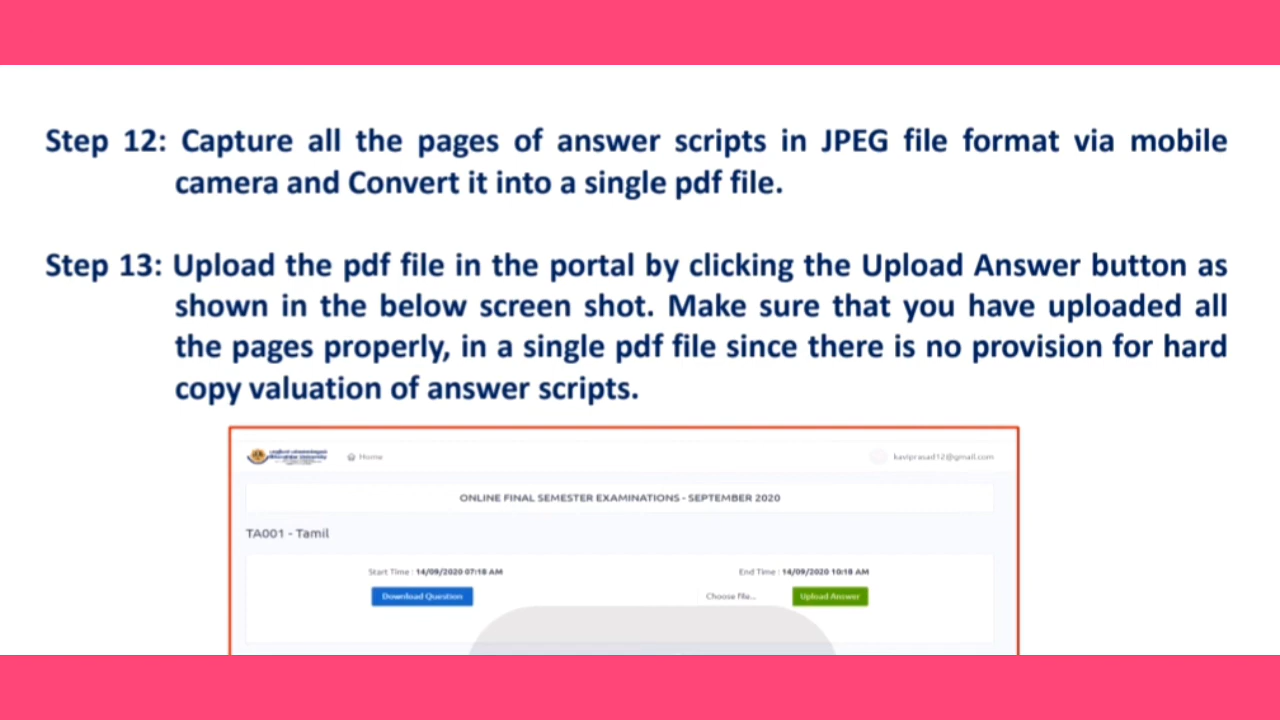 Step 12: Capture all the pages of answer scripts in JPEG file format via mobile
camera and Convert it into a single pdf file.
Step 13: Upload the pdf file in the portal by clicking the Upload Answer button as
shown in the below screen shot. Make sure that you have uploaded all
the pages properly, in a single pdf file since there is no provision for hard
copy valuation of answer scripts.
Home
kaviprasad12@gmail.com
ONLINE FINAL SEMESTER EXAMINATIONS - SEPTEMBER 2020
TA001 - Tamil
Start Time : 14/09/2020 07:18 AM
End Time : 14/09/2020 10:18 AM
Download Question
Choose file...
Upload Answer